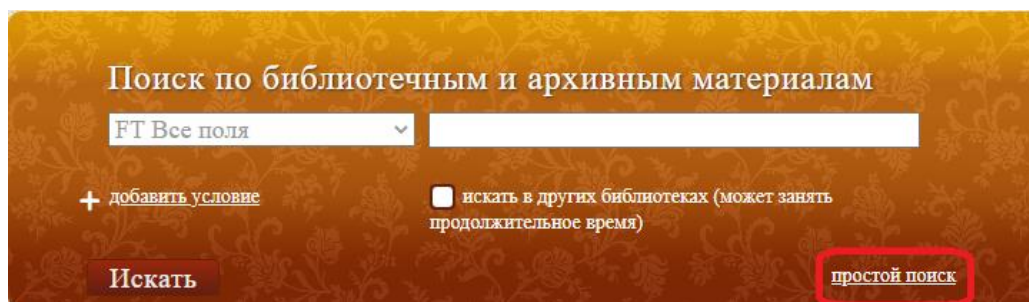 Поиск по библиотечным и архивным материалам
FT Все поля
добавить условие
искать в других библиотеках (может занять
продолжительное время)
Искать
простой поиск